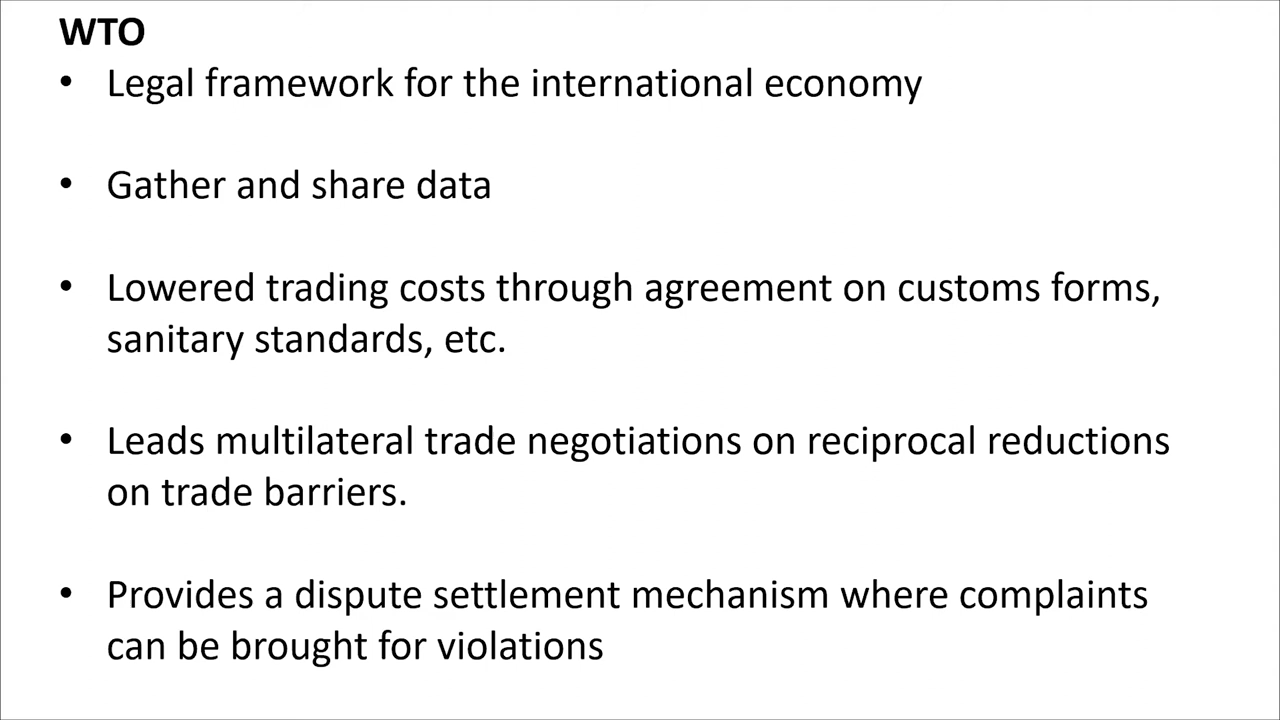 WTO
• Legal framework for the international economy
• Gather and share data
• Lowered trading costs through agreement on customs forms,
sanitary standards, etc.
• Leads multilateral trade negotiations on reciprocal reductions
on trade barriers.
• Provides a dispute settlement mechanism where complaints
can be brought for violations